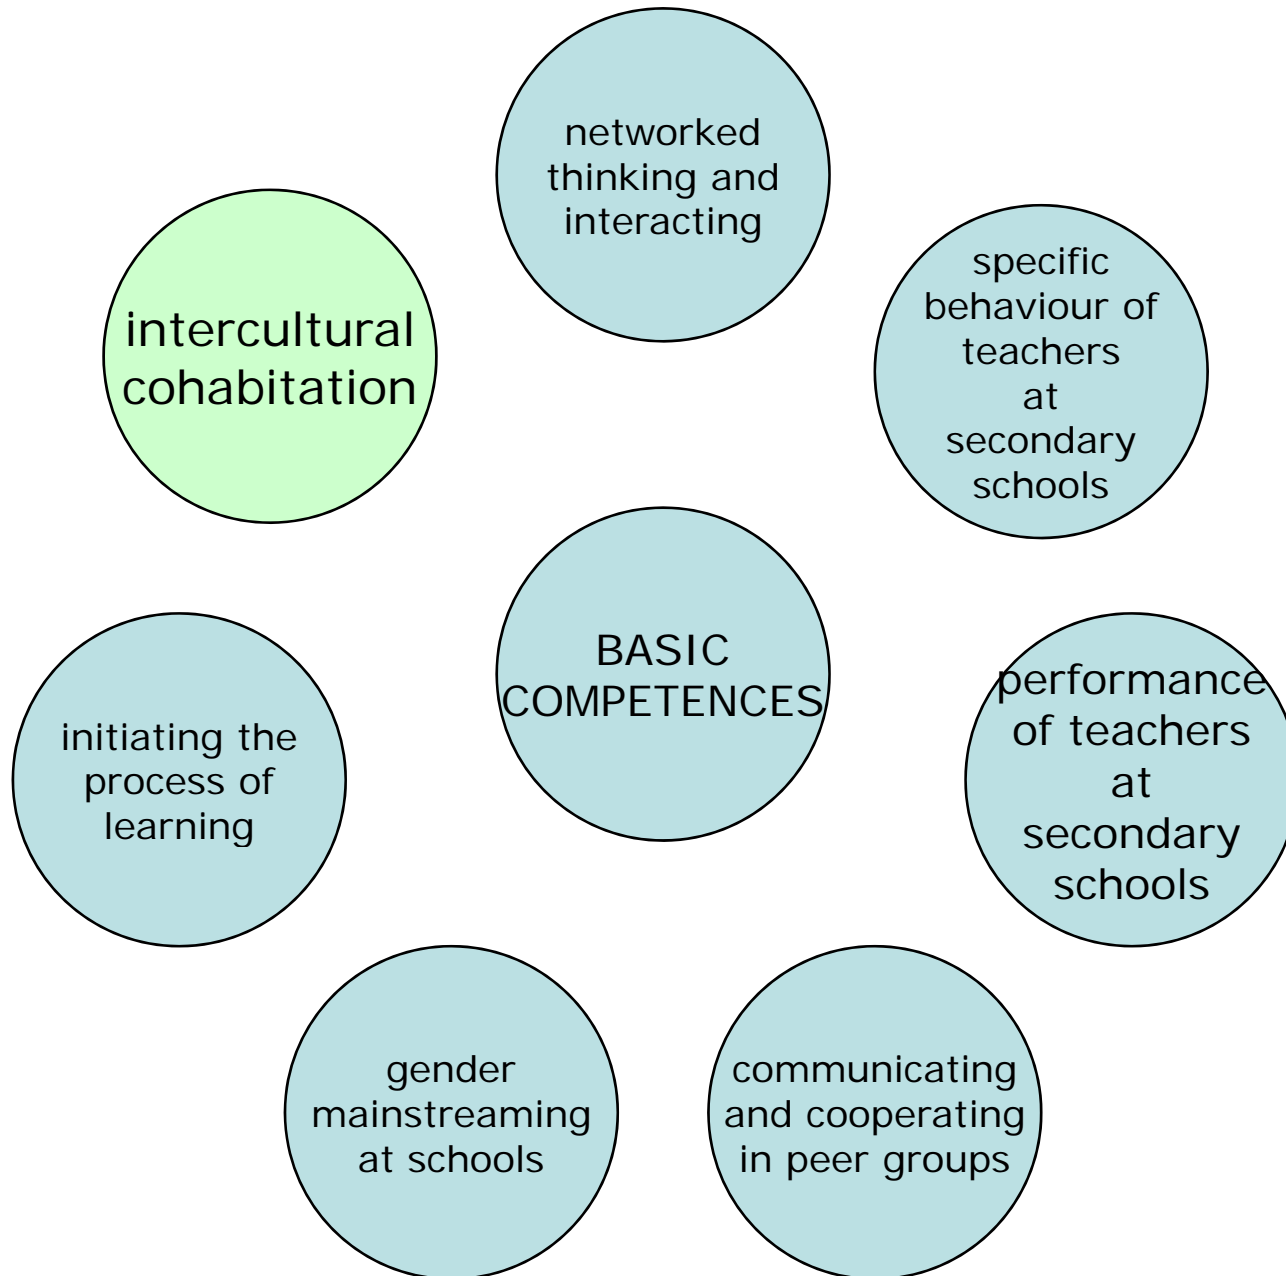 networked
thinking and
interacting
specific
behaviour of
teachers
at
secondary
schools
intercultural
cohabitation
BASIC
COMPETENCES
performance
of teachers
at
secondary
schools
initiating the
process of
learning
gender
mainstreaming
at schools
communicating
and cooperating
in peer groups